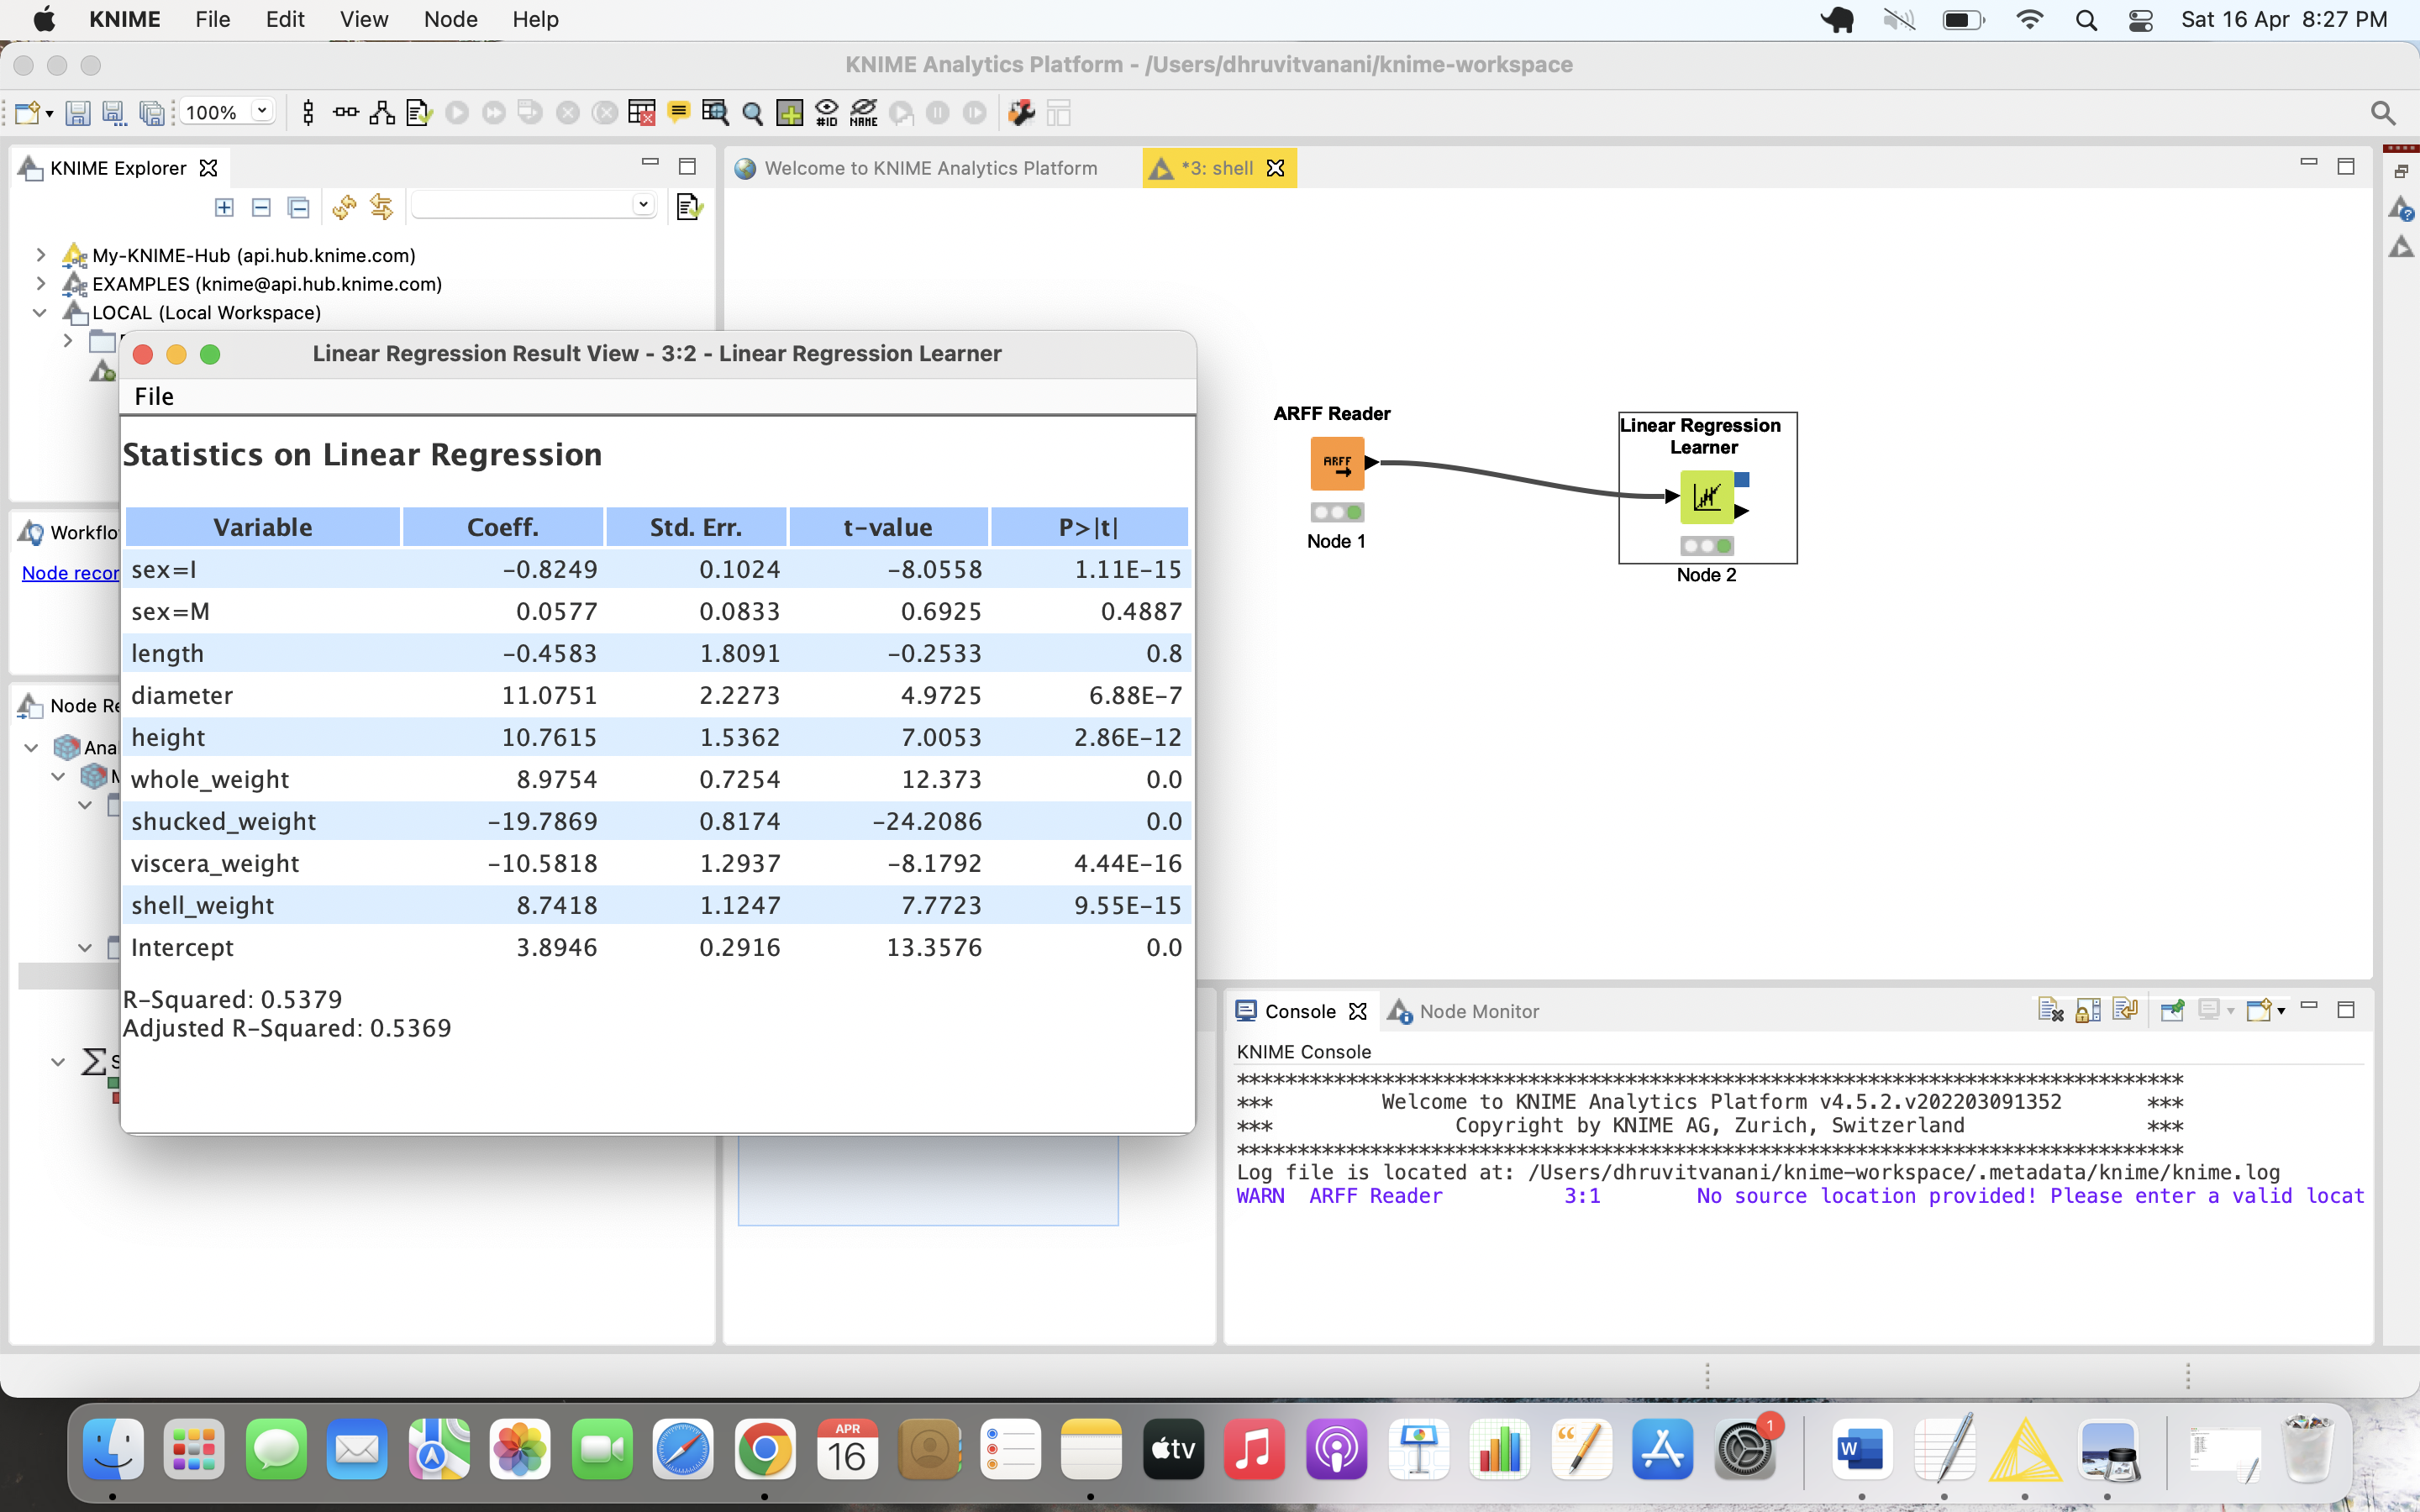 KNIME File Edit View Node Help Sat 16 Apr 8:27 PM
KNIME Analytics Platform - /Users/dhruvitvanani/knime-workspace
100% #ID NAME
KNIME Explorer
Welcome to KNIME Analytics Platform
*3: shell
My-KNIME-Hub (api.hub.knime.com)
EXAMPLES (knime@api.hub.knime.com)
LOCAL (Local Workspace)
Linear Regression Result View - 3:2 - Linear Regression Learner
File
Statistics on Linear Regression
Variable Coeff. Std. Err. t-value P>|t|
sex=I -0.8249 0.1024 -8.0558 1.11E-15
sex=M 0.0577 0.0833 0.6925 0.4887
length -0.4583 1.8091 -0.2533 0.8
diameter 11.0751 2.2273 4.9725 6.88E-7
height 10.7615 1.5362 7.0053 2.86E-12
whole_weight 8.9754 0.7254 12.373 0.0
shucked_weight -19.7869 0.8174 -24.2086 0.0
viscera_weight -10.5818 1.2937 -8.1792 4.44E-16
shell_weight 8.7418 1.1247 7.7723 9.55E-15
Intercept 3.8946 0.2916 13.3576 0.0
R-Squared: 0.5379
Adjusted R-Squared: 0.5369
Workflo
Node recor
Node Re
Ana
ARFF Reader
ARFF
Node 1
Linear Regression
Learner
Node 2
Console
Node Monitor
KNIME Console
******************************************************************************
*** Welcome to KNIME Analytics Platform v4.5.2.v202203091352 ***
*** Copyright by KNIME AG, Zurich, Switzerland ***
******************************************************************************
Log file is located at: /Users/dhruvitvanani/knime-workspace/.metadata/knime/knime.log
WARN ARFF Reader 3:1 No source location provided! Please enter a valid locat
APR
16
tv
1
W